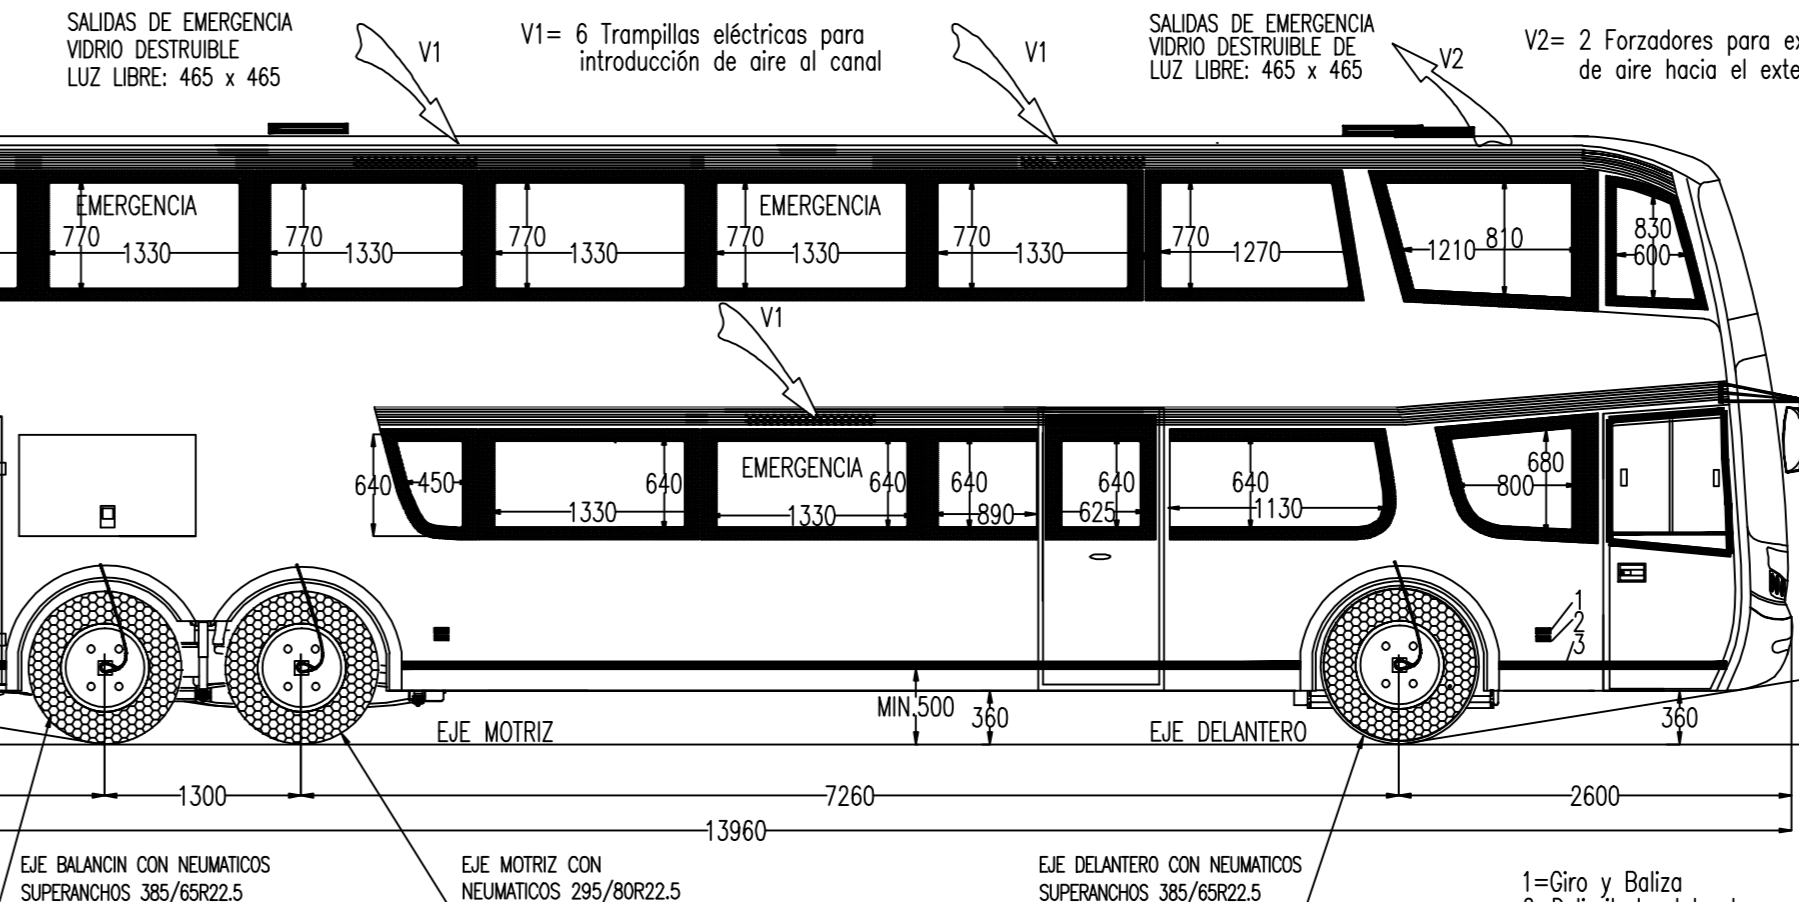 SALIDAS DE EMERGENCIA
VIDRIO DESTRUIBLE
LUZ LIBRE: 465 x 465
V1
V1= 6 Trampillas eléctricas para
introducción de aire al canal
V1
SALIDAS DE EMERGENCIA
VIDRIO DESTRUIBLE DE
LUZ LIBRE: 465 x 465
V2
V2= 2 Forzadores para
de aire hacia el
EMERGENCIA
770
1330
770
1330
770
1330
EMERGENCIA
770
1330
770
1330
770
1270
1210
810
830
600
V1
640
450
1330
640
EMERGENCIA
1330
640
640
890
640
625
640
1130
680
800
1
2
3
MIN.500
360
360
EJE MOTRIZ
EJE DELANTERO
1300
7260
2600
13960
EJE BALANCIN CON NEUMATICOS
SUPERANCHOS 385/65R22.5
EJE MOTRIZ CON
NEUMATICOS 295/80R22.5
EJE DELANTERO CON NEUMATICOS
SUPERANCHOS 385/65R22.5
1=Giro y Baliza